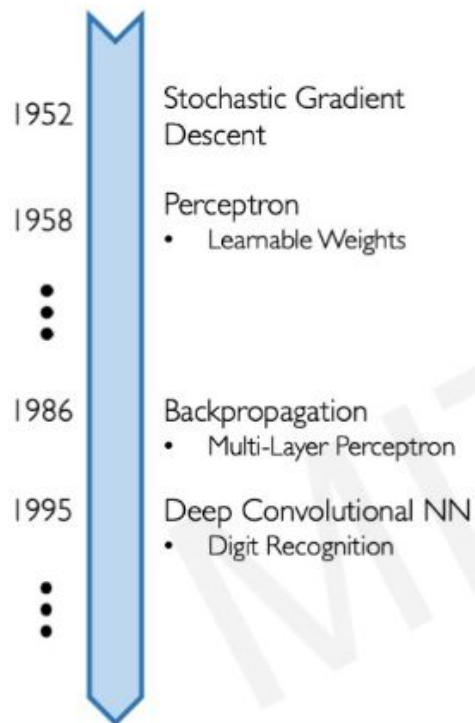 1952
Stochastic Gradient
Descent
1958
Perceptron
• Learnable Weights
1986
Backpropagation
• Multi-Layer Perceptron
1995
Deep Convolutional NN
• Digit Recognition